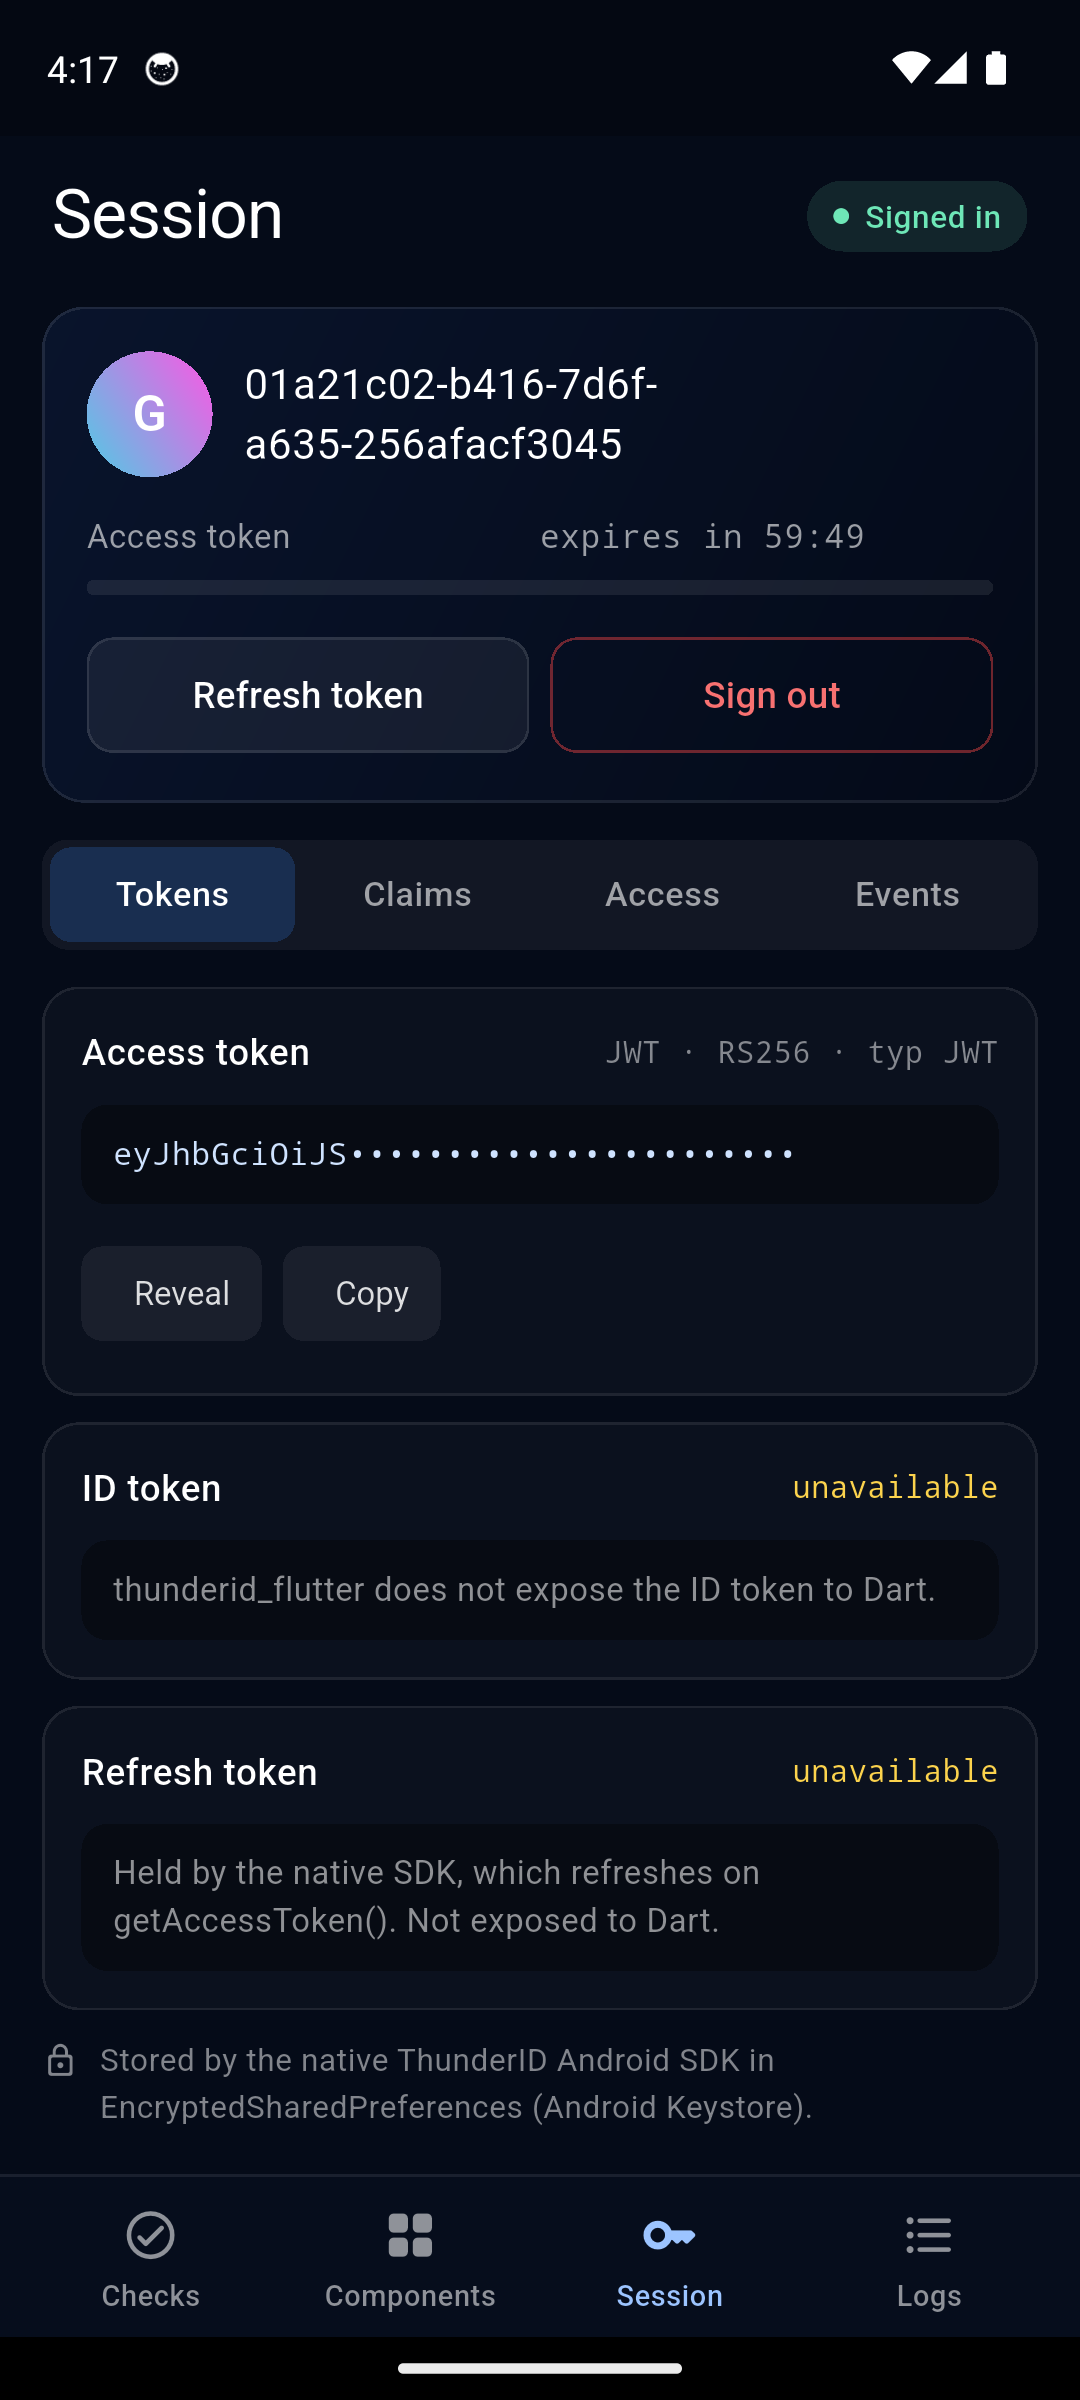 4:17
Session
Signed in
G
01a21c02-b416-7d6f-
a635-256afacf3045
Access token
expires in 59:49
Refresh token
Sign out
Tokens
Claims
Access
Events
Access token
JWT · RS256 · typ JWT
eyJhbGciOiJS•••••••••••••••••••••••
Reveal
Copy
ID token
unavailable
thunderid_flutter does not expose the ID token to Dart.
Refresh token
unavailable
Held by the native SDK, which refreshes on
getAccessToken(). Not exposed to Dart.
Stored by the native ThunderID Android SDK in
EncryptedSharedPreferences (Android Keystore).
Checks
Components
Session
Logs